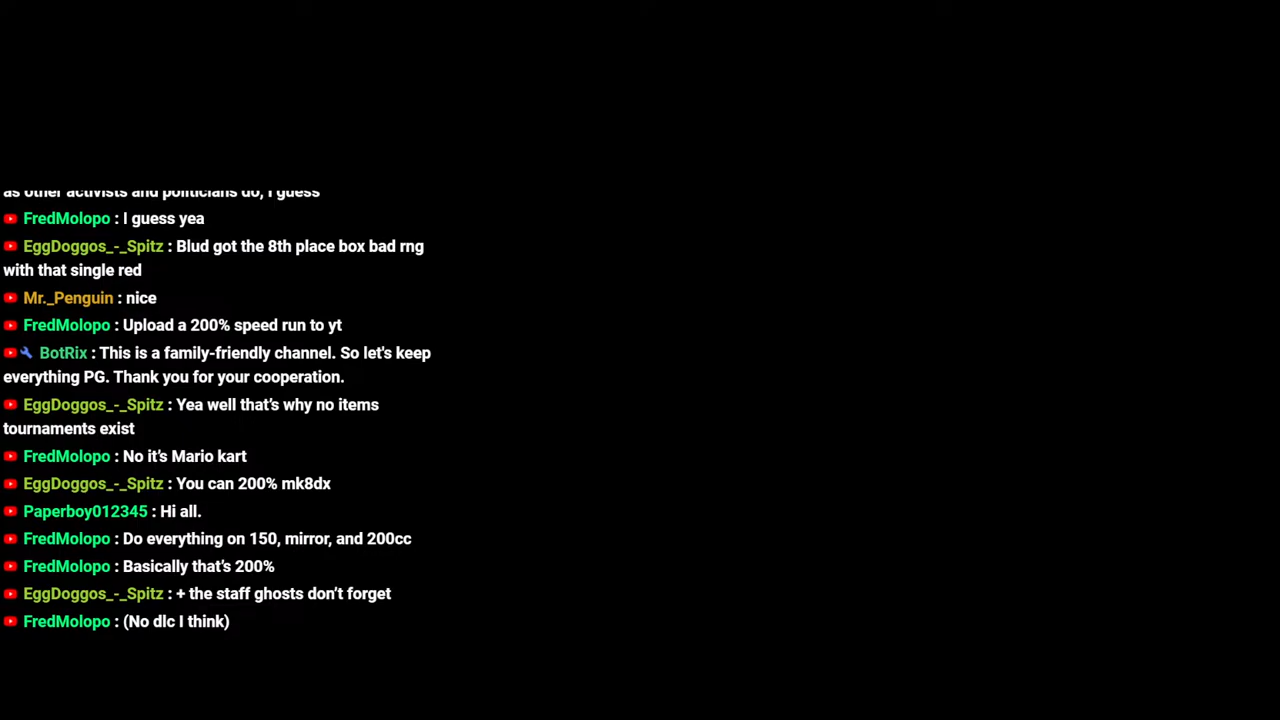 as other activists and politicians do, I guess
FredMolopo : I guess yea
EggDoggos_-_Spitz : Blud got the 8th place box bad rng
with that single red
Mr._Penguin : nice
FredMolopo : Upload a 200% speed run to yt
BotRix : This is a family-friendly channel. So let's keep
everything PG. Thank you for your cooperation.
EggDoggos_-_Spitz : Yea well that’s why no items
tournaments exist
FredMolopo : No it’s Mario kart
EggDoggos_-_Spitz : You can 200% mk8dx
Paperboy012345 : Hi all.
FredMolopo : Do everything on 150, mirror, and 200cc
FredMolopo : Basically that’s 200%
EggDoggos_-_Spitz : + the staff ghosts don’t forget
FredMolopo : (No dlc I think)